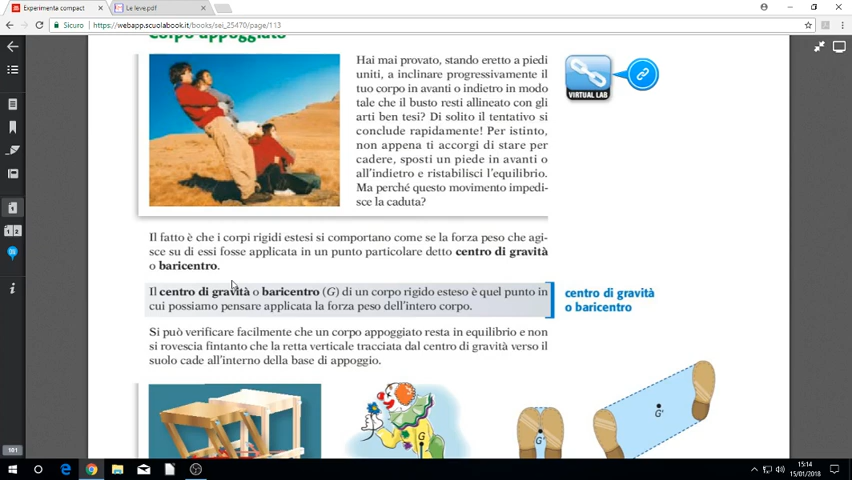 Experimenta compact
Le leve.pdf
Sicuro
https://webapp.scuolabook.it/books/sei_25470/page/113
Corpo appoggiato
Hai mai provato, stando eretto a piedi
uniti, a inclinare progressivamente il
tuo corpo in avanti o indietro in modo
tale che il busto resti allineato con gli
arti ben tesi? Di solito il tentativo si
conclude rapidamente! Per istinto,
non appena ti accorgi di stare per
cadere, sposti un piede in avanti o
all'indietro e ristabilisci l'equilibrio.
Ma perché questo movimento impedi-
sce la caduta?
VIRTUAL LAB
Il fatto è che i corpi rigidi estesi si comportano come se la forza peso che agi-
sce su di essi fosse applicata in un punto particolare detto centro di gravità
o baricentro.
Il centro di gravità o baricentro (G) di un corpo rigido esteso è quel punto in
cui possiamo pensare applicata la forza peso dell'intero corpo.
centro di gravità
o baricentro
Si può verificare facilmente che un corpo appoggiato resta in equilibrio e non
si rovescia fintanto che la retta verticale tracciata dal centro di gravità verso il
suolo cade all'interno della base di appoggio.
G
G'
G'
1
1 2
101
15:14
15/01/2018